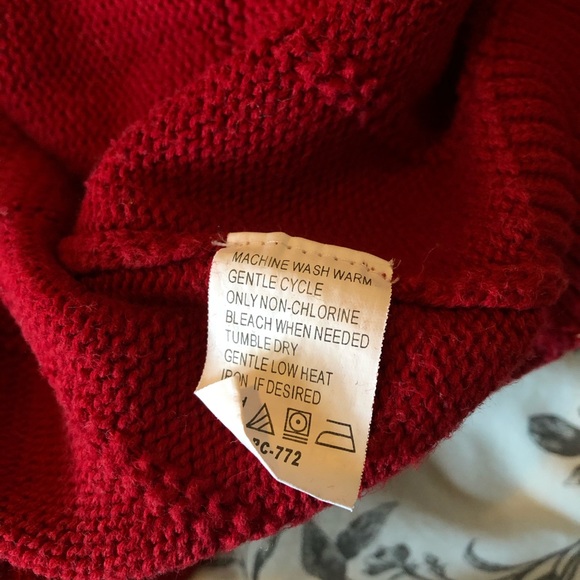 MACHINE WASH WARM
GENTLE CYCLE
ONLY NON-CHLORINE
BLEACH WHEN NEEDED
TUMBLE DRY
GENTLE LOW HEAT
IRON IF DESIRED
C-772